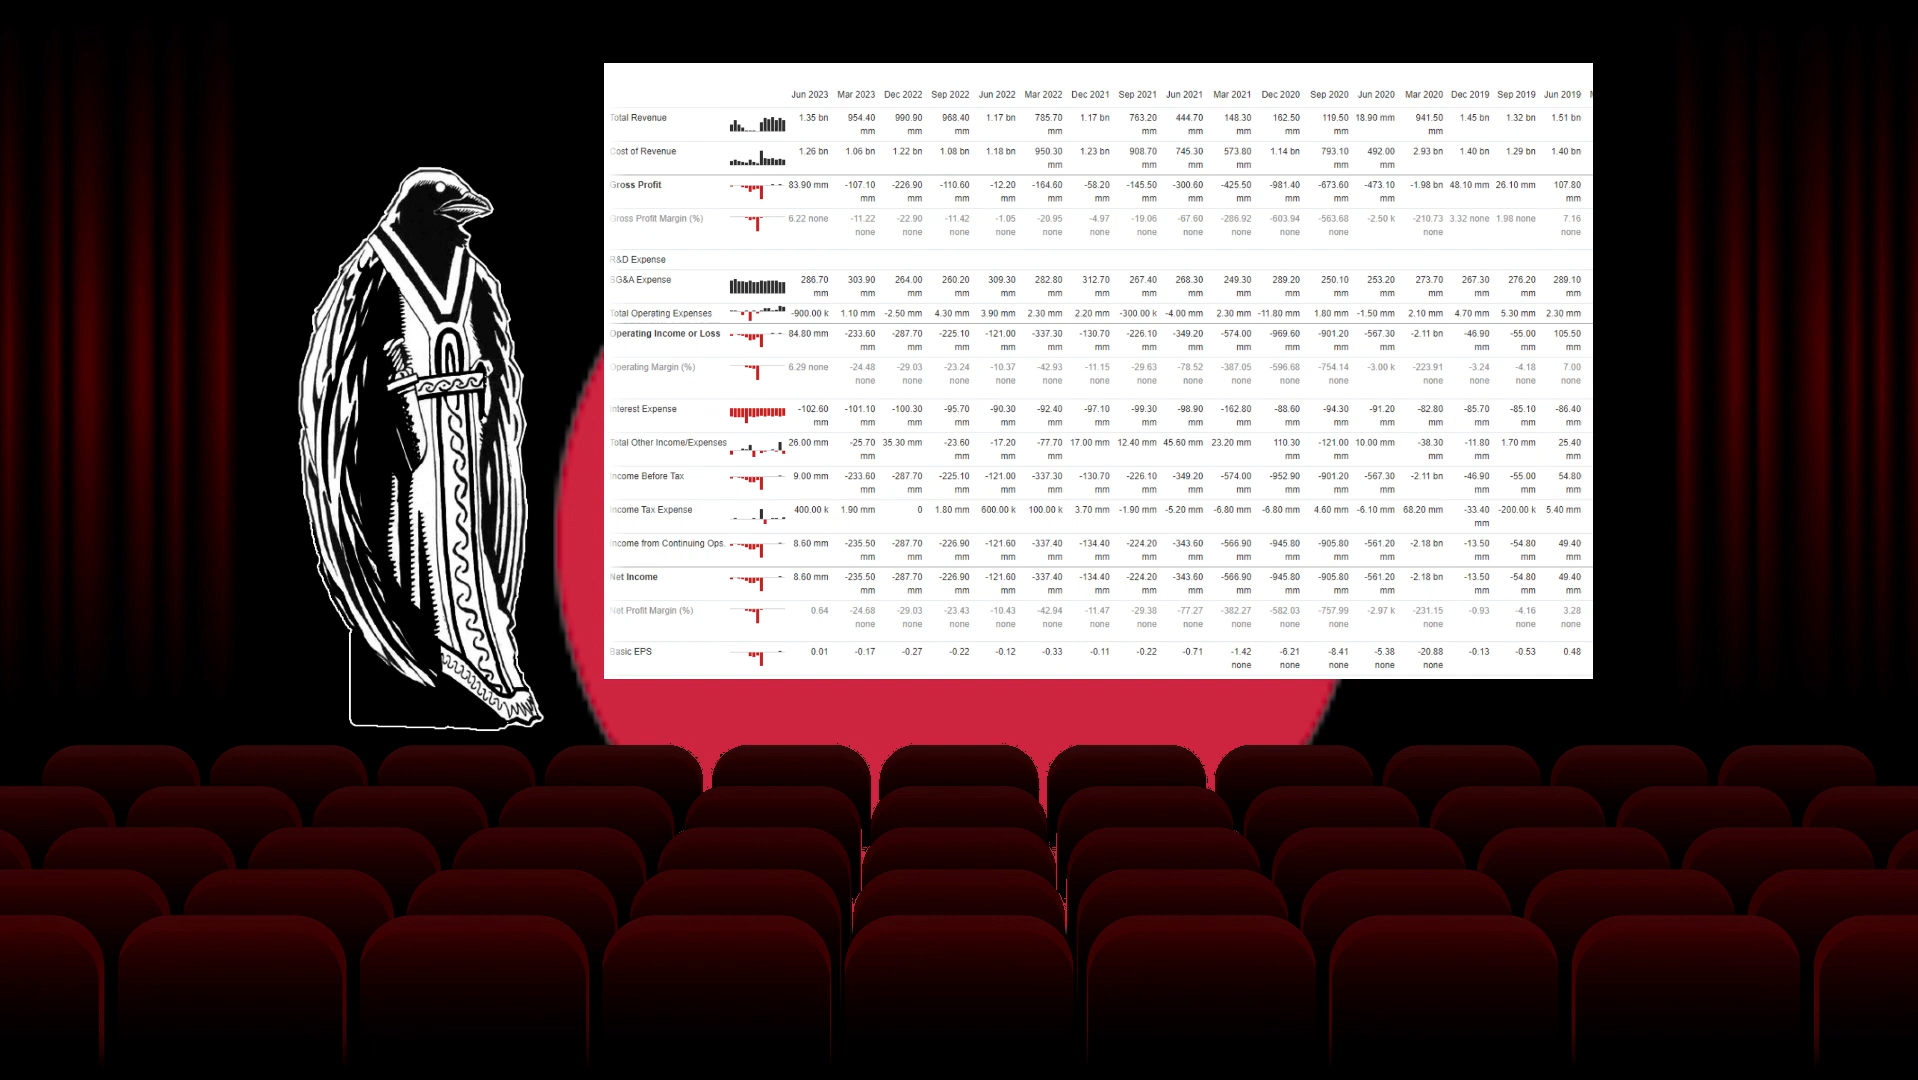 Jun 2023 Mar 2023 Dec 2022 Sep 2022 Jun 2022 Mar 2022 Dec 2021 Sep 2021 Jun 2021 Mar 2021 Dec 2020 Sep 2020 Jun 2020 Mar 2020 Dec 2019 Sep 2019 Jun 2019
Total Revenue 1.35 bn 954.40 990.90 968.40 1.17 bn 785.70 1.17 bn 763.20 444.70 148.30 162.50 119.50 18.90 mm 941.50 1.45 bn 1.32 bn 1.51 bn
mm mm mm mm mm mm mm mm mm mm
Cost of Revenue 1.26 bn 1.06 bn 1.22 bn 1.08 bn 1.18 bn 950.30 1.23 bn 908.70 745.30 573.80 1.14 bn 793.10 492.00 2.93 bn 1.40 bn 1.29 bn 1.40 bn
mm mm mm mm mm mm
Gross Profit 83.90 mm -107.10 -226.90 -110.60 -12.20 -164.60 -58.20 -145.50 -300.60 -425.50 -981.40 -673.60 -473.10 -1.98 bn 48.10 mm 26.10 mm 107.80
mm mm mm mm mm mm mm mm mm mm mm mm mm
Gross Profit Margin (%) 6.22 none -11.22 -22.90 -11.42 -1.05 -20.95 -4.97 -19.06 -67.60 -286.92 -603.94 -563.68 -2.50 k -210.73 3.32 none 1.98 none 7.16
none none none none none none none none none none none none none
R&D Expense
SG&A Expense 286.70 303.90 264.00 260.20 309.30 282.80 312.70 267.40 268.30 249.30 289.20 250.10 253.20 273.70 267.30 276.20 289.10
mm mm mm mm mm mm mm mm mm mm mm mm mm mm mm mm mm
Total Operating Expenses -900.00 k 1.10 mm -2.50 mm 4.30 mm 3.90 mm 2.30 mm 2.20 mm -300.00 k -4.00 mm 2.30 mm -11.80 mm 1.80 mm -1.50 mm 2.10 mm 4.70 mm 5.30 mm 2.30 mm
Operating Income or Loss 84.80 mm -233.60 -287.70 -225.10 -121.00 -337.30 -130.70 -226.10 -349.20 -574.00 -969.60 -901.20 -567.30 -2.11 bn -46.90 -55.00 105.50
mm mm mm mm mm mm mm mm mm mm mm mm mm mm mm
Operating Margin (%) 6.29 none -24.48 -29.03 -23.24 -10.37 -42.93 -11.15 -29.63 -78.52 -387.05 -596.68 -754.14 -3.00 k -223.91 -3.24 -4.18 7.00
none none none none none none none none none none none none none none none
Interest Expense -102.60 -101.10 -100.30 -95.70 -90.30 -92.40 -97.10 -99.30 -98.90 -162.80 -88.60 -94.30 -91.20 -82.80 -85.70 -85.10 -86.40
mm mm mm mm mm mm mm mm mm mm mm mm mm mm mm mm mm
Total Other Income/Expenses 26.00 mm -25.70 35.30 mm -23.60 -17.20 -77.70 17.00 mm 12.40 mm 45.60 mm 23.20 mm 110.30 -121.00 10.00 mm -38.30 -11.80 1.70 mm 25.40
mm mm mm mm mm mm mm mm mm
Income Before Tax 9.00 mm -233.60 -287.70 -225.10 -121.00 -337.30 -130.70 -226.10 -349.20 -574.00 -952.90 -901.20 -567.30 -2.11 bn -46.90 -55.00 54.80
mm mm mm mm mm mm mm mm mm mm mm mm mm mm mm
Income Tax Expense 400.00 k 1.90 mm 0 1.80 mm 600.00 k 100.00 k 3.70 mm -1.90 mm -5.20 mm -6.80 mm -6.80 mm 4.60 mm -6.10 mm 68.20 mm -33.40 -200.00 k 5.40 mm
mm
Income from Continuing Ops. 8.60 mm -235.50 -287.70 -226.90 -121.60 -337.40 -134.40 -224.20 -343.60 -566.90 -945.80 -905.80 -561.20 -2.18 bn -13.50 -54.80 49.40
mm mm mm mm mm mm mm mm mm mm mm mm mm mm mm
Net Income 8.60 mm -235.50 -287.70 -226.90 -121.60 -337.40 -134.40 -224.20 -343.60 -566.90 -945.80 -905.80 -561.20 -2.18 bn -13.50 -54.80 49.40
mm mm mm mm mm mm mm mm mm mm mm mm mm mm mm
Net Profit Margin (%) 0.64 -24.68 -29.03 -23.43 -10.43 -42.94 -11.47 -29.38 -77.27 -382.27 -582.03 -757.99 -2.97 k -231.15 -0.93 -4.16 3.28
none none none none none none none none none none none none none none
Basic EPS 0.01 -0.17 -0.27 -0.22 -0.12 -0.33 -0.11 -0.22 -0.71 -1.42 -6.21 -8.41 -5.38 -20.88 -0.13 -0.53 0.48
none none none none none